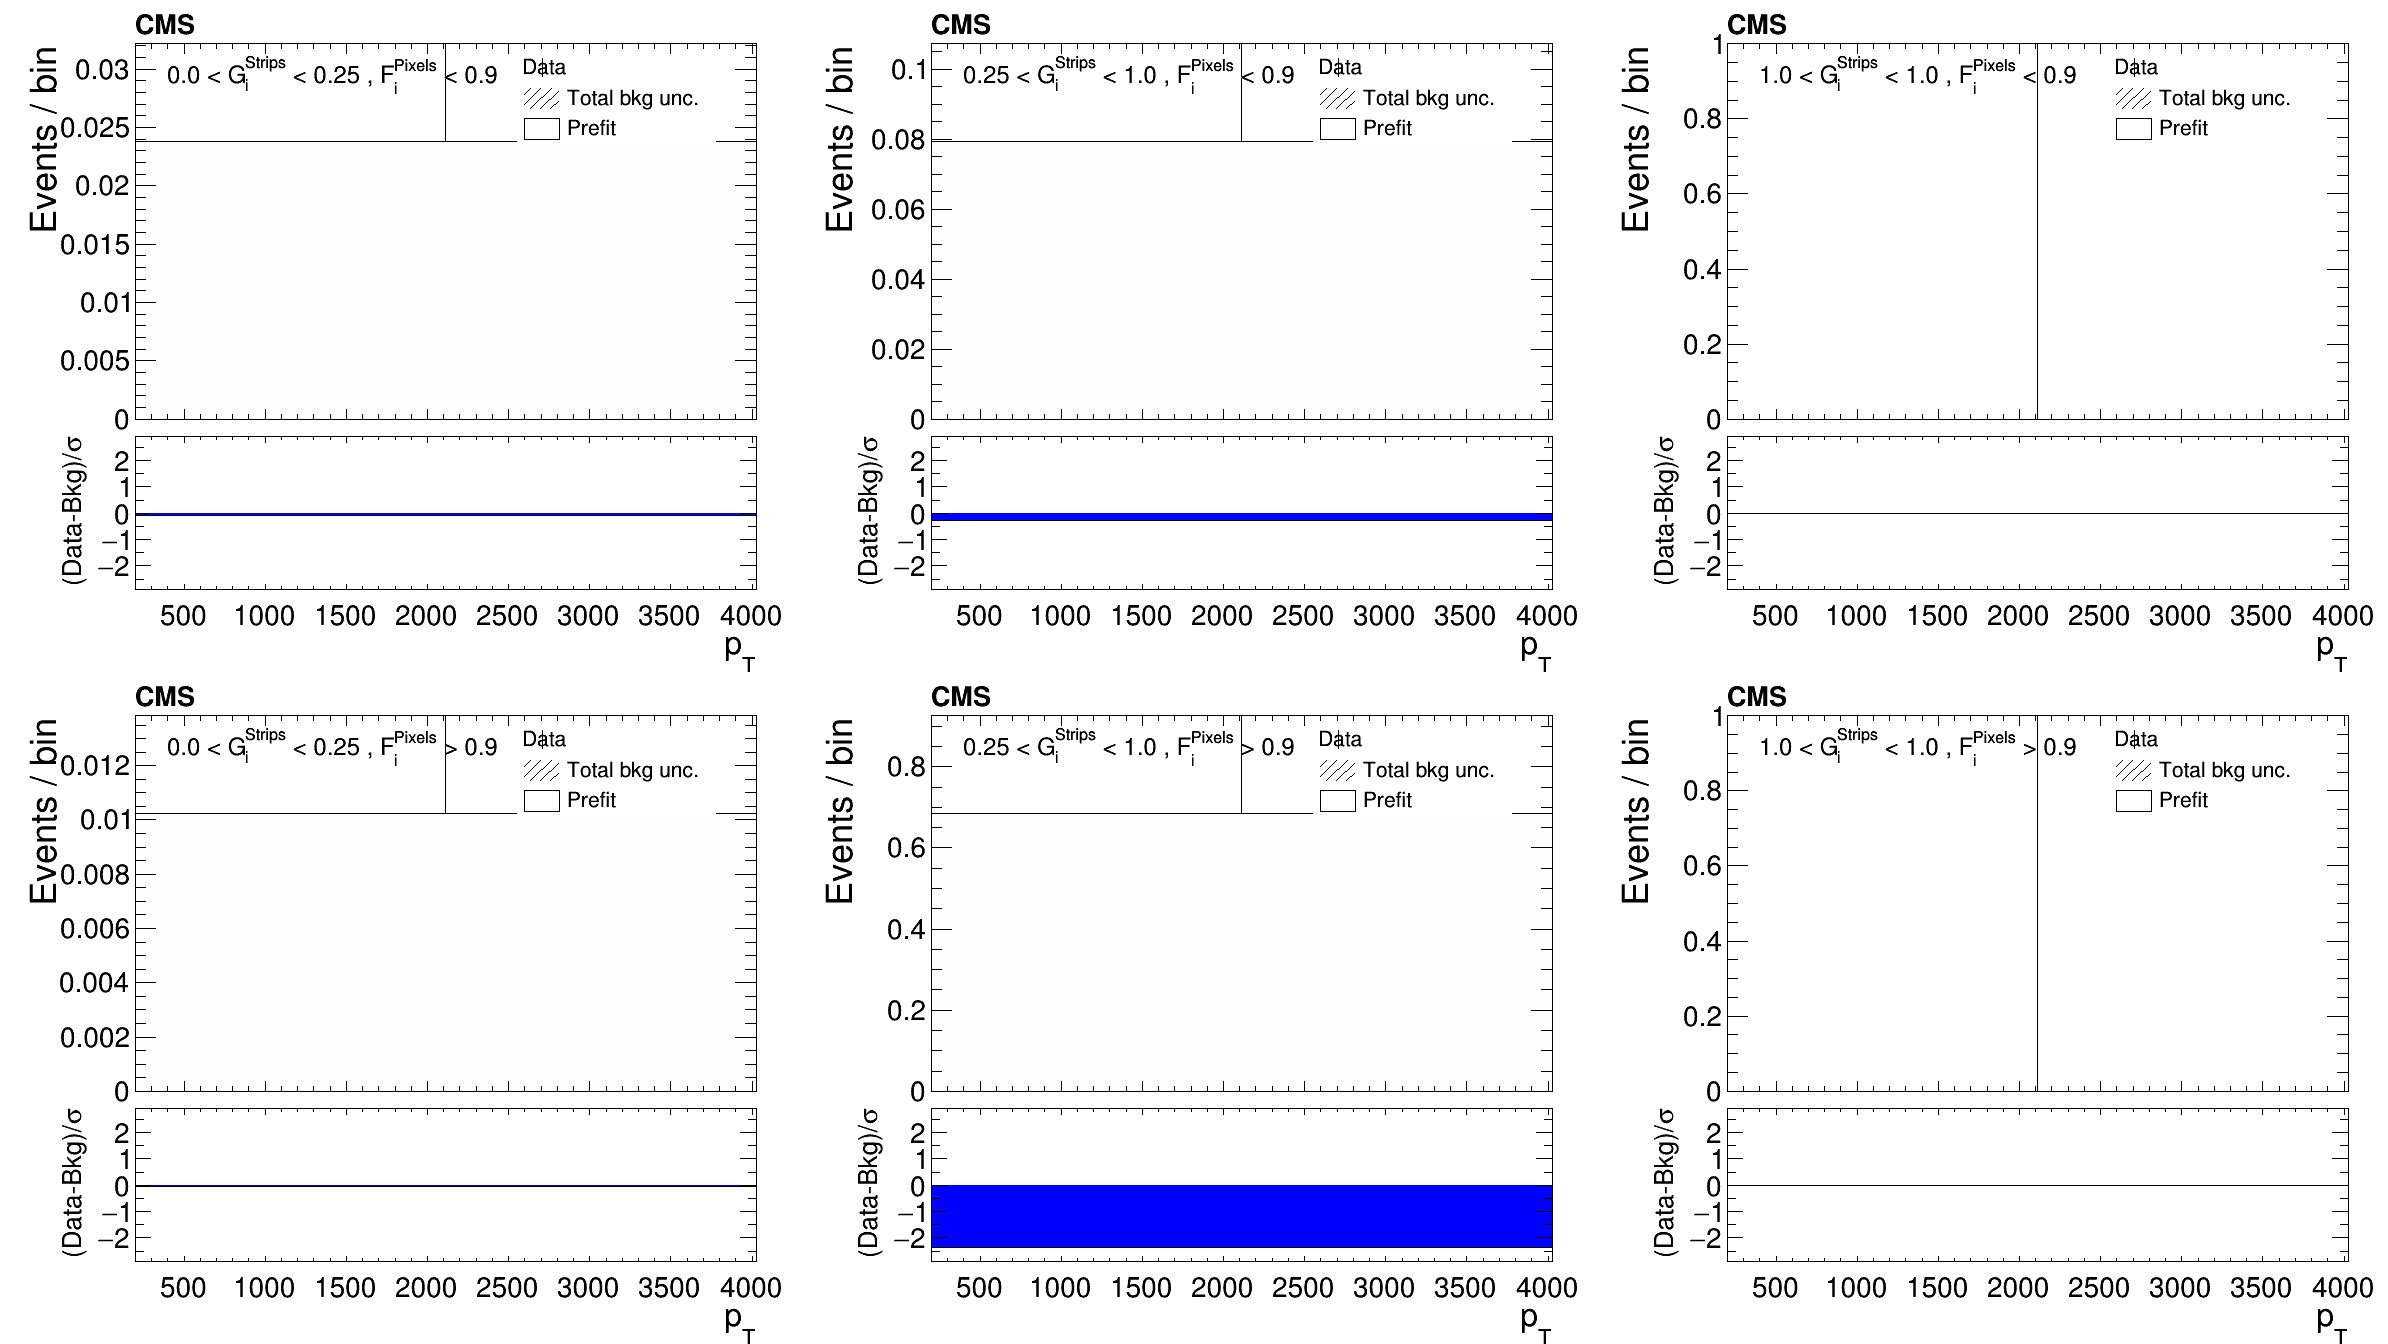 CMS
0.0 < G_i^Strips < 0.25 , F_i^Pixels < 0.9
Data
Total bkg unc.
Prefit
Events / bin
0.03
0.025
0.02
0.015
0.01
0.005
0
(Data-Bkg)/σ
2
1
0
−1
−2
500 1000 1500 2000 2500 3000 3500 4000
p_T
CMS
0.25 < G_i^Strips < 1.0 , F_i^Pixels < 0.9
Data
Total bkg unc.
Prefit
Events / bin
0.1
0.08
0.06
0.04
0.02
0
(Data-Bkg)/σ
2
1
0
−1
−2
500 1000 1500 2000 2500 3000 3500 4000
p_T
CMS
1.0 < G_i^Strips < 1.0 , F_i^Pixels < 0.9
Data
Total bkg unc.
Prefit
Events / bin
1
0.8
0.6
0.4
0.2
0
(Data-Bkg)/σ
2
1
0
−1
−2
500 1000 1500 2000 2500 3000 3500 4000
p_T
CMS
0.0 < G_i^Strips < 0.25 , F_i^Pixels > 0.9
Data
Total bkg unc.
Prefit
Events / bin
0.012
0.01
0.008
0.006
0.004
0.002
0
(Data-Bkg)/σ
2
1
0
−1
−2
500 1000 1500 2000 2500 3000 3500 4000
p_T
CMS
0.25 < G_i^Strips < 1.0 , F_i^Pixels > 0.9
Data
Total bkg unc.
Prefit
Events / bin
0.8
0.6
0.4
0.2
0
(Data-Bkg)/σ
2
1
0
−1
−2
500 1000 1500 2000 2500 3000 3500 4000
p_T
CMS
1.0 < G_i^Strips < 1.0 , F_i^Pixels > 0.9
Data
Total bkg unc.
Prefit
Events / bin
1
0.8
0.6
0.4
0.2
0
(Data-Bkg)/σ
2
1
0
−1
−2
500 1000 1500 2000 2500 3000 3500 4000
p_T